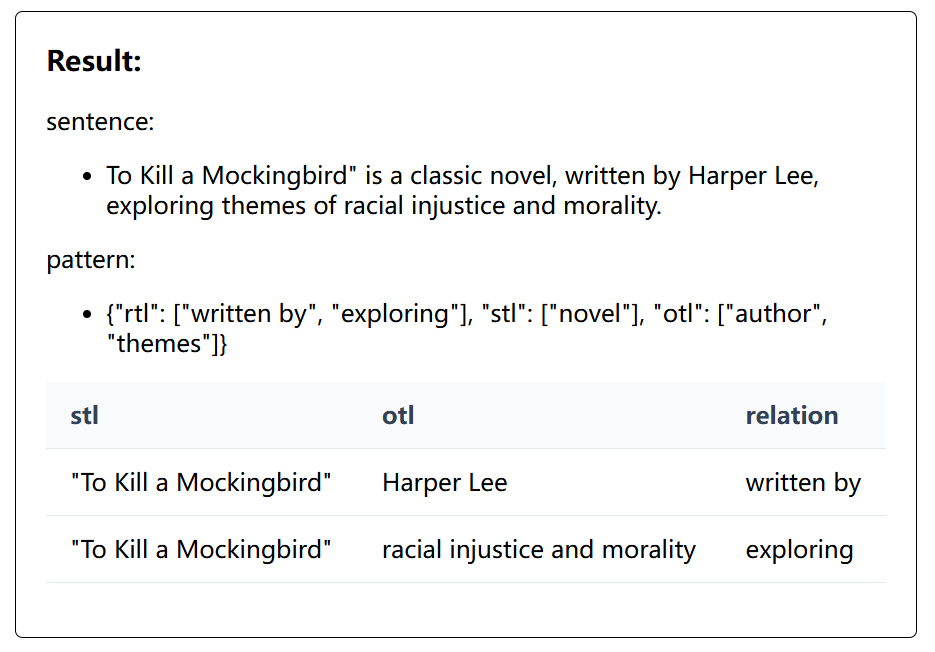 Result:
sentence:
• To Kill a Mockingbird" is a classic novel, written by Harper Lee,
exploring themes of racial injustice and morality.
pattern:
• {"rtl": ["written by", "exploring"], "stl": ["novel"], "otl": ["author",
"themes"]}
stl otl relation
"To Kill a Mockingbird" Harper Lee written by
"To Kill a Mockingbird" racial injustice and morality exploring